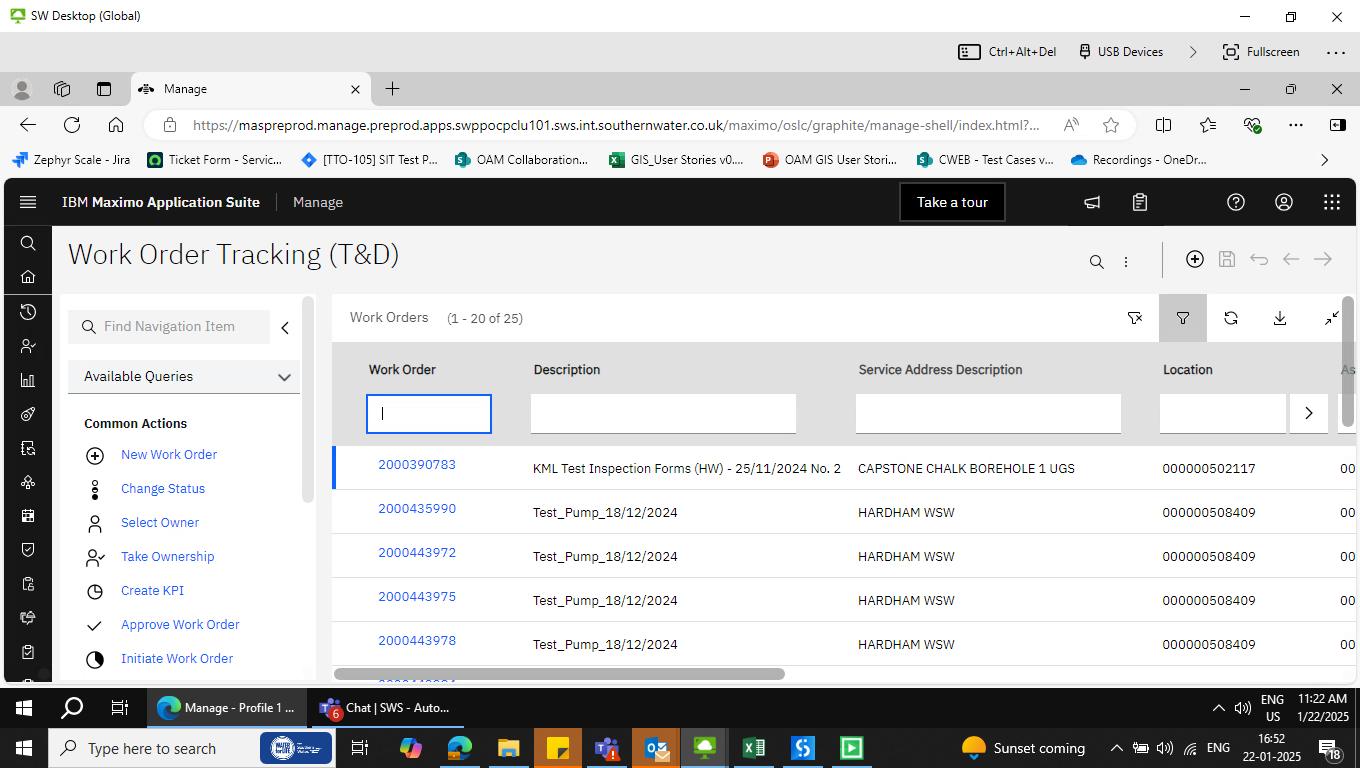 SW Desktop (Global)
Ctrl+Alt+Del
USB Devices
Fullscreen
Manage
https://maspreprod.manage.preprod.apps.swppocpclu101.sws.int.southernwater.co.uk/maximo/oslc/graphite/manage-shell/index.html?...
Zephyr Scale - Jira
Ticket Form - Servic...
[TTO-105] SIT Test P...
OAM Collaboration...
GIS_User Stories v0....
OAM GIS User Stori...
CWEB - Test Cases v...
Recordings - OneDr...
IBM Maximo Application Suite
Manage
Take a tour
Work Order Tracking (T&D)
Find Navigation Item
Work Orders (1 - 20 of 25)
Available Queries
Work Order Description Service Address Description Location As
Common Actions
New Work Order
Change Status
Select Owner
Take Ownership
Create KPI
Approve Work Order
Initiate Work Order
2000390783 KML Test Inspection Forms (HW) - 25/11/2024 No. 2 CAPSTONE CHALK BOREHOLE 1 UGS 000000502117 00
2000435990 Test_Pump_18/12/2024 HARDHAM WSW 000000508409 00
2000443972 Test_Pump_18/12/2024 HARDHAM WSW 000000508409 00
2000443975 Test_Pump_18/12/2024 HARDHAM WSW 000000508409 00
2000443978 Test_Pump_18/12/2024 HARDHAM WSW 000000508409 00
Manage - Profile 1 ...
6
Chat | SWS - Auto...
ENG
US
11:22 AM
1/22/2025
Type here to search
Sunset coming
ENG
16:52
22-01-2025
18